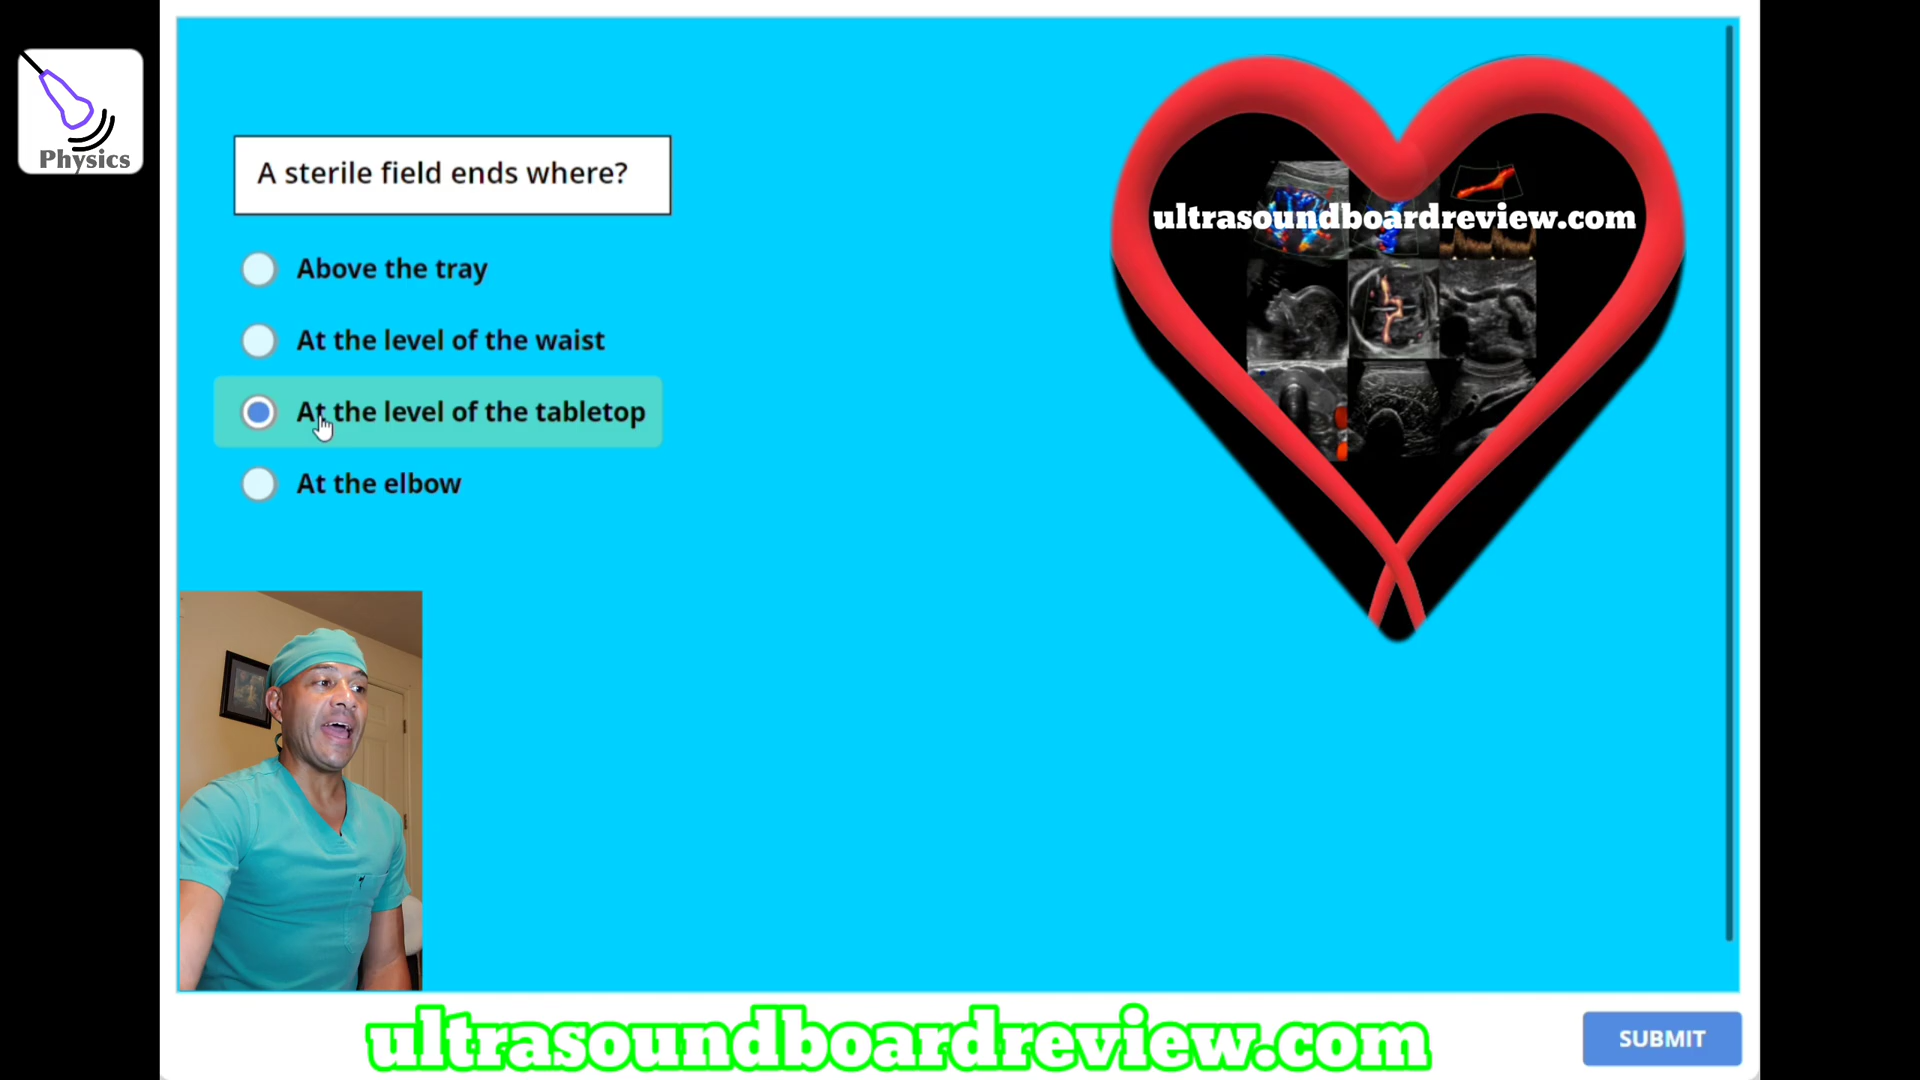 Physics
A sterile field ends where?
Above the tray
At the level of the waist
At the level of the tabletop
At the elbow
ultrasoundboardreview.com
ultrasoundboardreview.com
SUBMIT